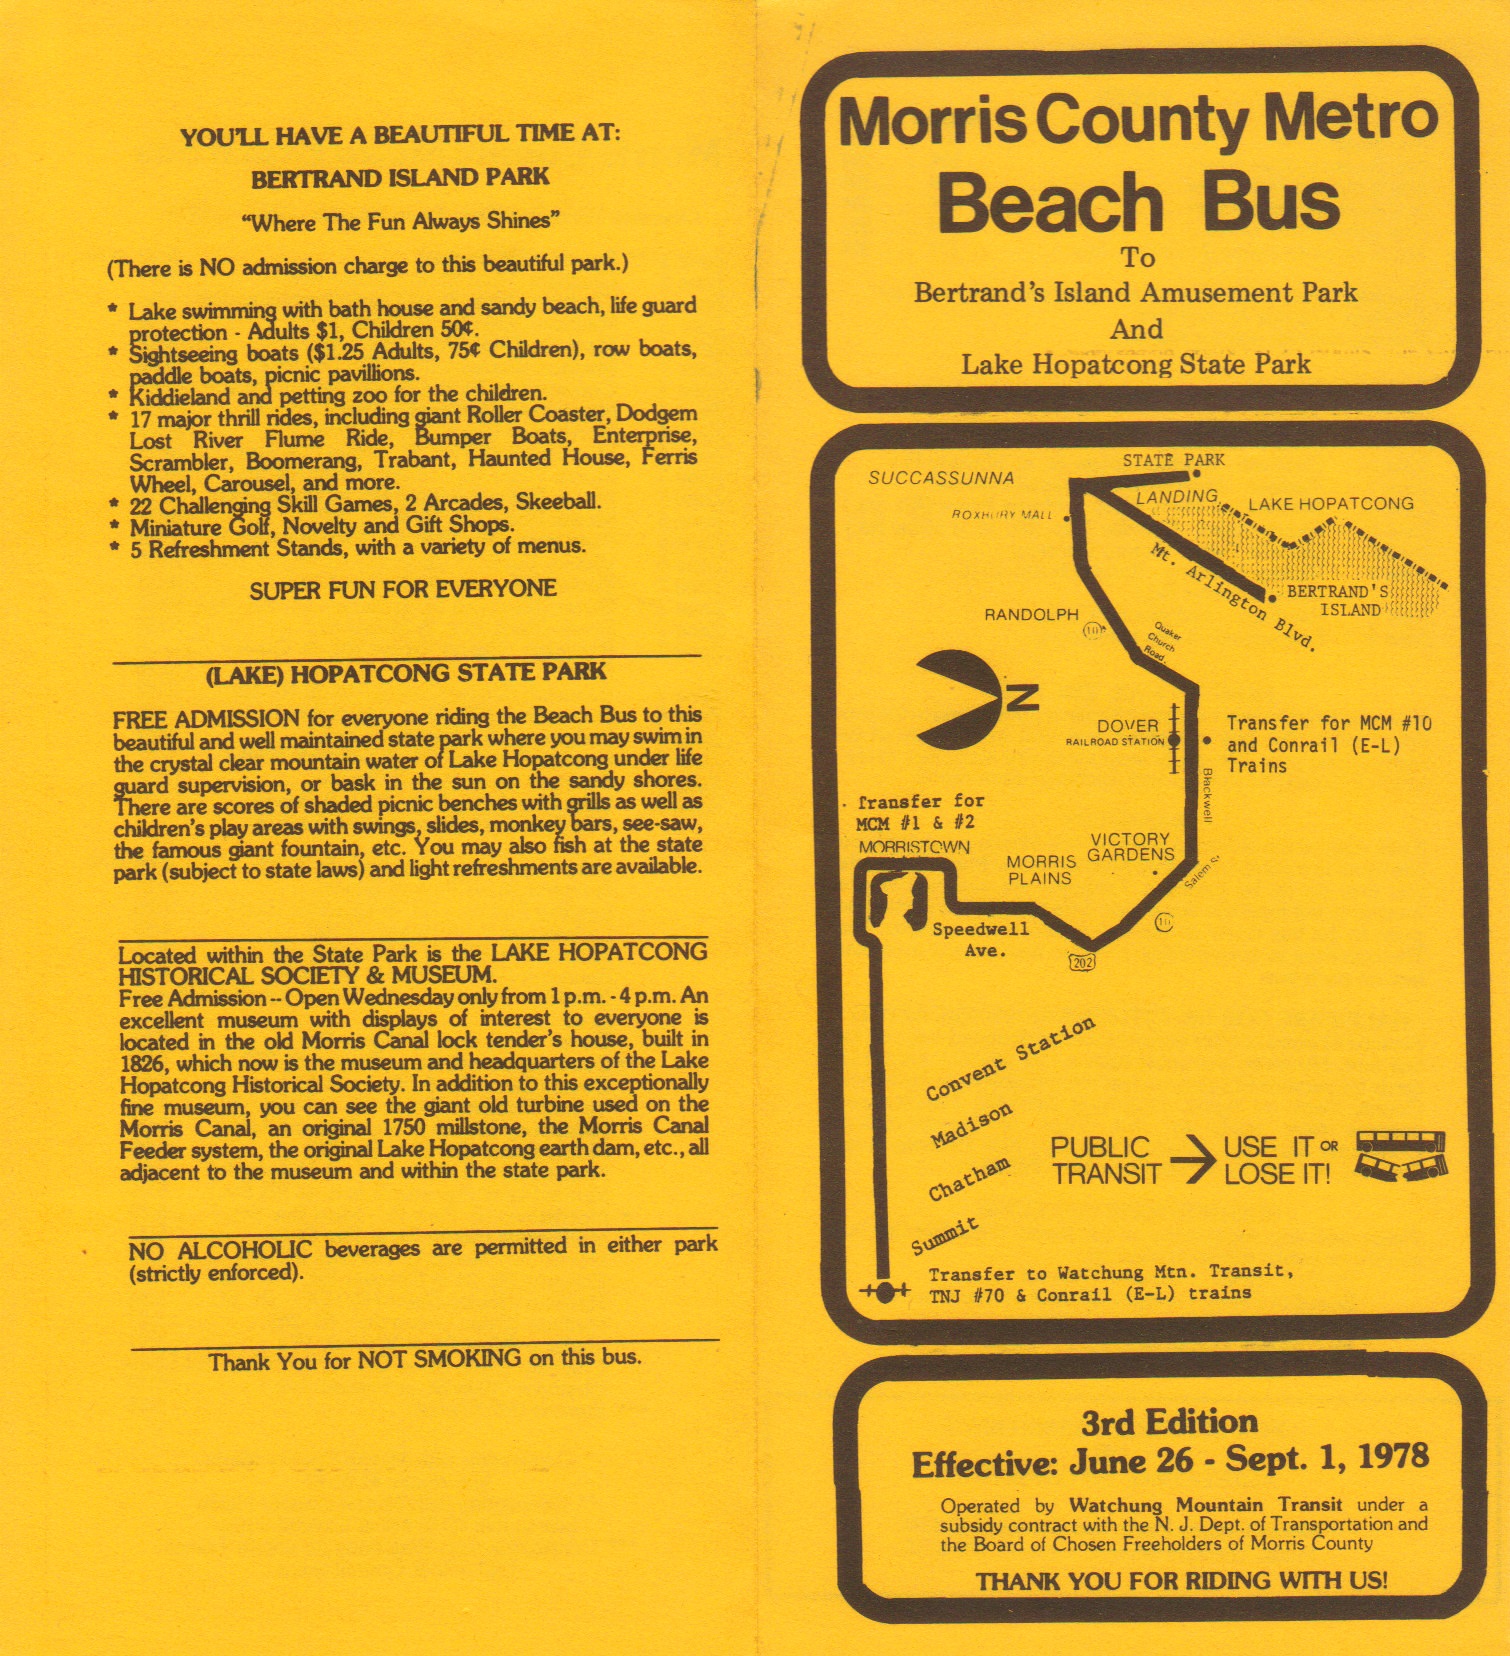 YOU'LL HAVE A BEAUTIFUL TIME AT:
BERTRAND ISLAND PARK
“Where The Fun Always Shines”
(There is NO admission charge to this beautiful park.)
* Lake swimming with bath house and sandy beach, life guard
protection - Adults $1, Children 50¢.
* Sightseeing boats ($1.25 Adults, 75¢ Children), row boats,
paddle boats, picnic pavillions.
* Kiddieland and petting zoo for the children.
* 17 major thrill rides, including giant Roller Coaster, Dodgem
Lost River Flume Ride, Bumper Boats, Enterprise,
Scrambler, Boomerang, Trabant, Haunted House, Ferris
Wheel, Carousel, and more.
* 22 Challenging Skill Games, 2 Arcades, Skeeball.
* Miniature Golf, Novelty and Gift Shops.
* 5 Refreshment Stands, with a variety of menus.
SUPER FUN FOR EVERYONE
(LAKE) HOPATCONG STATE PARK
FREE ADMISSION for everyone riding the Beach Bus to this
beautiful and well maintained state park where you may swim in
the crystal clear mountain water of Lake Hopatcong under life
guard supervision, or bask in the sun on the sandy shores.
There are scores of shaded picnic benches with grills as well as
children's play areas with swings, slides, monkey bars, see-saw,
the famous giant fountain, etc. You may also fish at the state
park (subject to state laws) and light refreshments are available.
Located within the State Park is the LAKE HOPATCONG
HISTORICAL SOCIETY & MUSEUM.
Free Admission -- Open Wednesday only from 1 p.m. - 4 p.m. An
excellent museum with displays of interest to everyone is
located in the old Morris Canal lock tender's house, built in
1826, which now is the museum and headquarters of the Lake
Hopatcong Historical Society. In addition to this exceptionally
fine museum, you can see the giant old turbine used on the
Morris Canal, an original 1750 millstone, the Morris Canal
Feeder system, the original Lake Hopatcong earth dam, etc., all
adjacent to the museum and within the state park.
NO ALCOHOLIC beverages are permitted in either park
(strictly enforced).
Thank You for NOT SMOKING on this bus.
Morris County Metro
Beach Bus
To
Bertrand's Island Amusement Park
And
Lake Hopatcong State Park
STATE PARK
SUCCASSUNNA
LANDING
LAKE HOPATCONG
ROXBURY MALL
Mt. Arlington Blvd.
BERTRAND'S
ISLAND
RANDOLPH
10
Quaker
Church
Road
N
DOVER
RAILROAD STATION
Transfer for MCM #10
and Conrail (E-L)
Trains
Blackwell
Transfer for
MCM #1 & #2
MORRISTOWN
VICTORY
GARDENS
MORRIS
PLAINS
Salem St
10
Speedwell
Ave.
202
Convent Station
Madison
Chatham
Summit
PUBLIC
TRANSIT
USE IT OR
LOSE IT!
Transfer to Watchung Mtn. Transit,
TNJ #70 & Conrail (E-L) trains
3rd Edition
Effective: June 26 - Sept. 1, 1978
Operated by Watchung Mountain Transit under a
subsidy contract with the N. J. Dept. of Transportation and
the Board of Chosen Freeholders of Morris County
THANK YOU FOR RIDING WITH US!